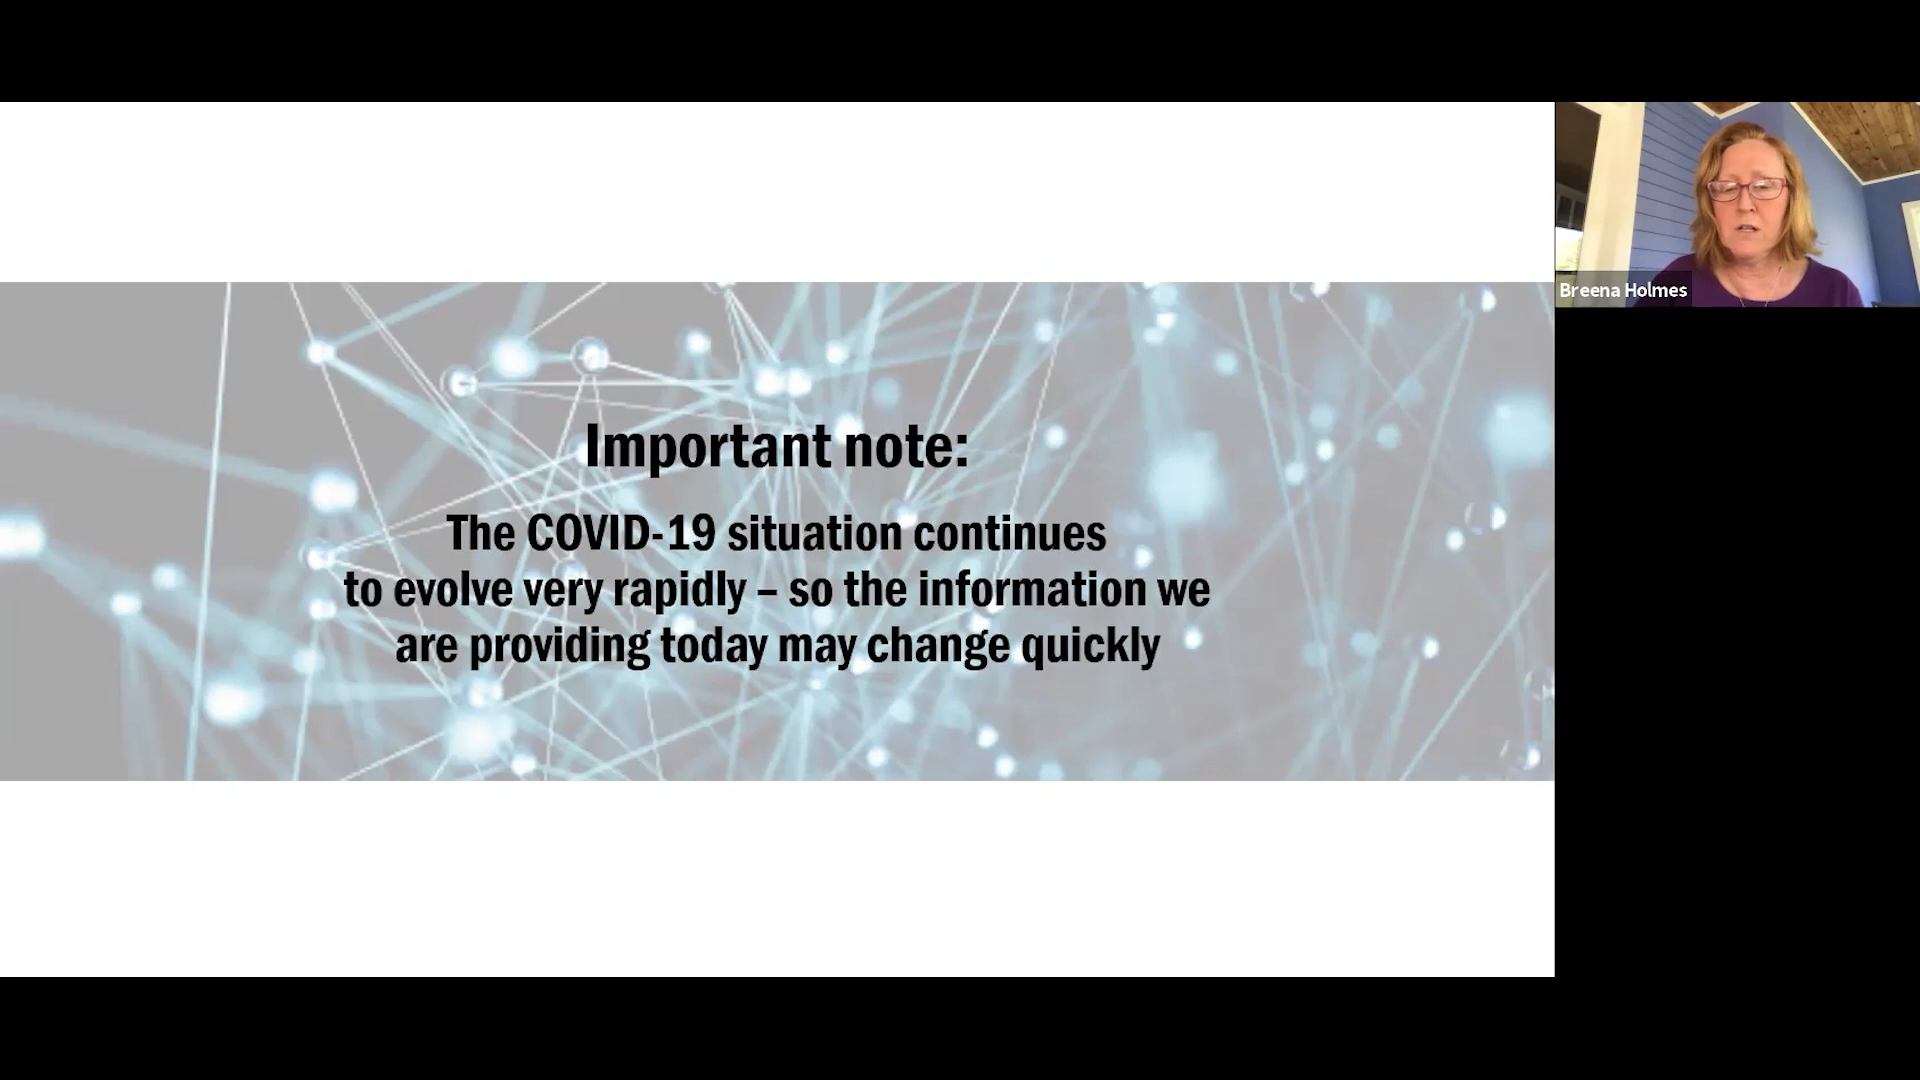 Important note:
The COVID-19 situation continues
to evolve very rapidly – so the information we
are providing today may change quickly
Breena Holmes